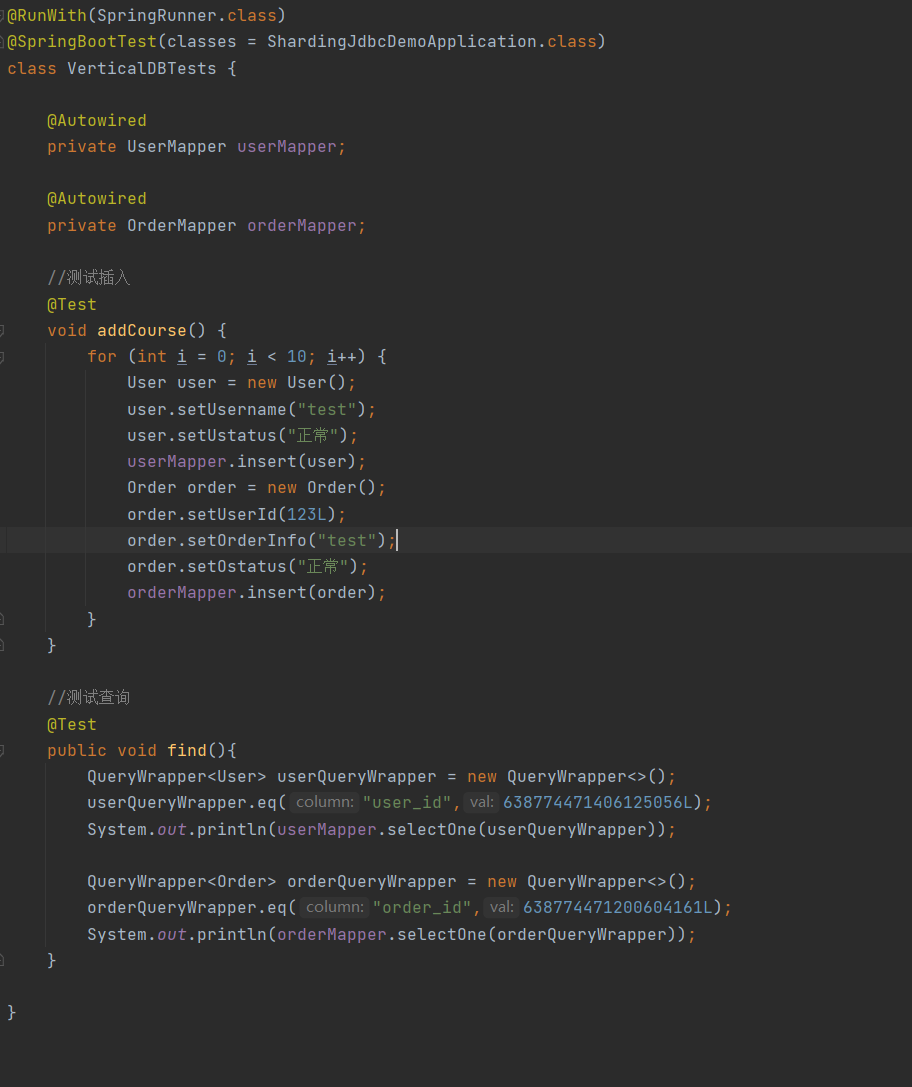 @RunWith(SpringRunner.class)
@SpringBootTest(classes = ShardingJdbcDemoApplication.class)
class VerticalDBTests {
@Autowired
private UserMapper userMapper;
@Autowired
private OrderMapper orderMapper;
//测试插入
@Test
void addCourse() {
for (int i = 0; i < 10; i++) {
User user = new User();
user.setUsername("test");
user.setUstatus("正常");
userMapper.insert(user);
Order order = new Order();
order.setUserId(123L);
order.setOrderInfo("test");
order.setOstatus("正常");
orderMapper.insert(order);
}
}
//测试查询
@Test
public void find(){
QueryWrapper<User> userQueryWrapper = new QueryWrapper<>();
userQueryWrapper.eq( column: "user_id", val: 638774471406125056L);
System.out.println(userMapper.selectOne(userQueryWrapper));
QueryWrapper<Order> orderQueryWrapper = new QueryWrapper<>();
orderQueryWrapper.eq( column: "order_id", val: 638774471200604161L);
System.out.println(orderMapper.selectOne(orderQueryWrapper));
}
}